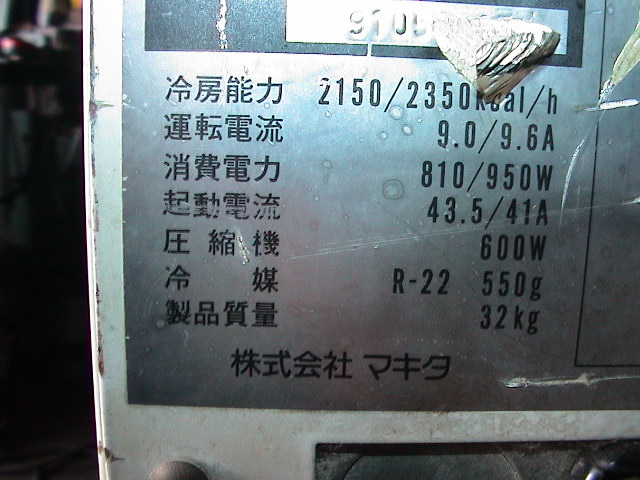 冷房能力 2150/2350kcal/h
運転電流 9.0/9.6A
消費電力 810/950W
起動電流 43.5/41A
圧縮機 600W
冷媒 R-22 550g
製品質量 32kg
株式会社 マキタ